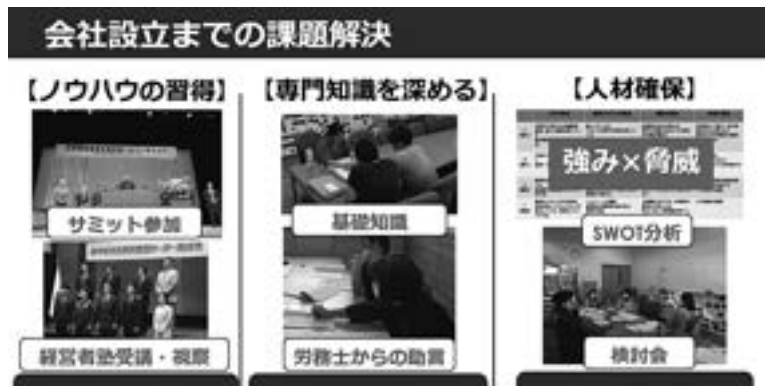 会社設立までの課題解決
【ノウハウの習得】
サミット参加
経営者塾受講・視察
【専門知識を深める】
基礎知識
労務士からの助言
【人材確保】
強み×脅威
SWOT分析
検討会